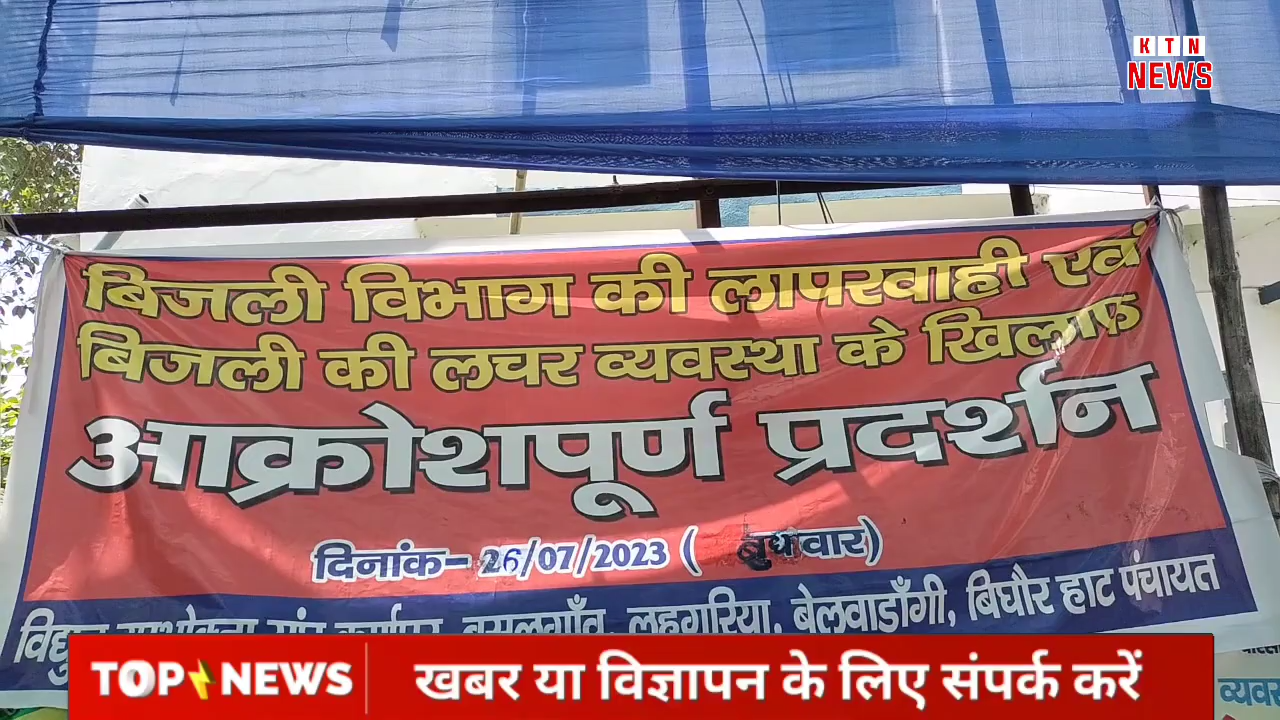 KTN
NEWS
बिजली विभाग की लापरवाही एवं
बिजली की लचर व्यवस्था के खिलाफ
आक्रोशपूर्ण प्रदर्शन
दिनांक- 26/07/2023 ( बुधवार)
लहगरिया, बेलवाडाँगी, बिघौर हाट पंचायत
TOP NEWS खबर या विज्ञापन के लिए संपर्क करें